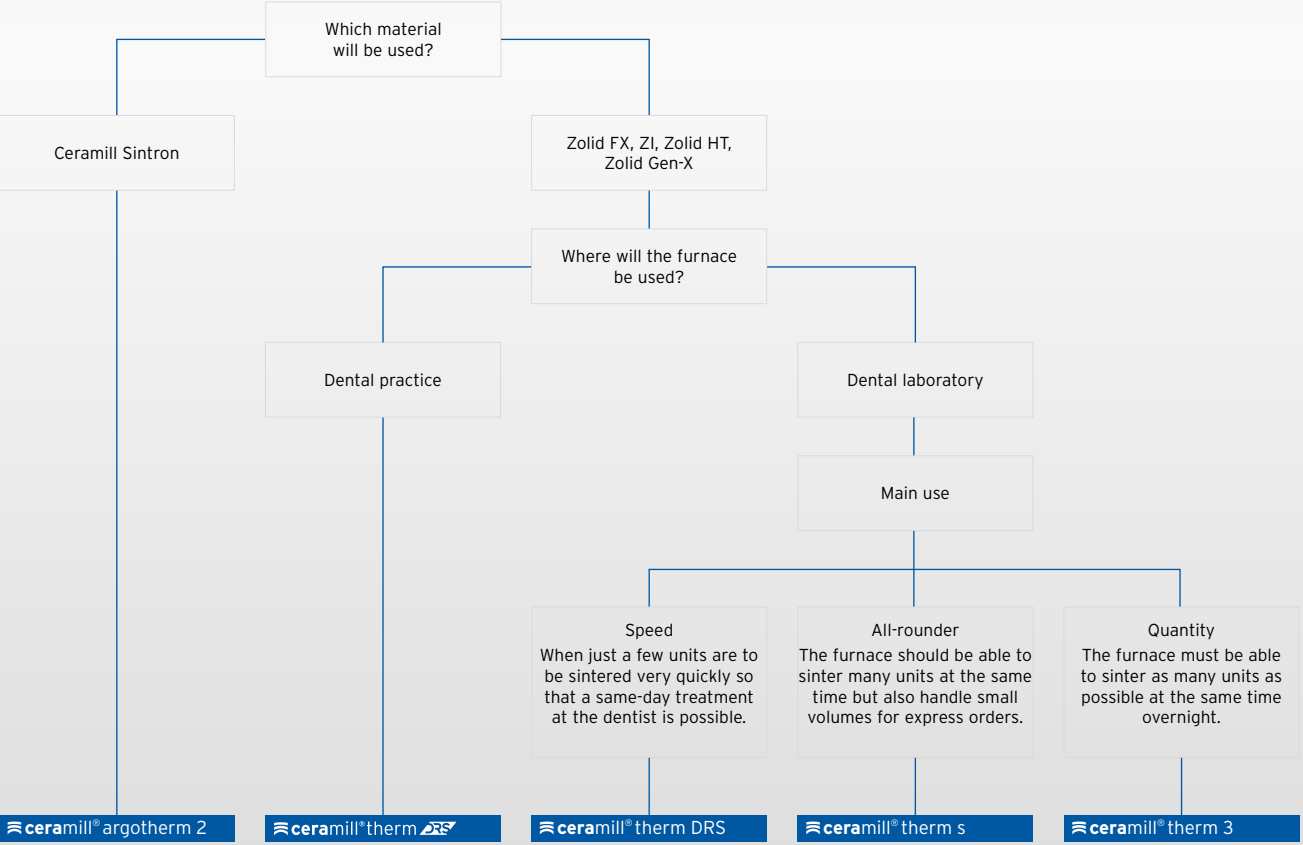 Which material
will be used?
Ceramill Sintron
Zolid FX, ZI, Zolid HT,
Zolid Gen-X
Where will the furnace
be used?
Dental practice
Dental laboratory
Main use
Speed
When just a few units are to
be sintered very quickly so
that a same-day treatment
at the dentist is possible.
All-rounder
The furnace should be able to
sinter many units at the same
time but also handle small
volumes for express orders.
Quantity
The furnace must be able
to sinter as many units as
possible at the same time
overnight.
ceramill® argotherm 2
ceramill® therm DRS
ceramill® therm DRS
ceramill® therm s
ceramill® therm 3